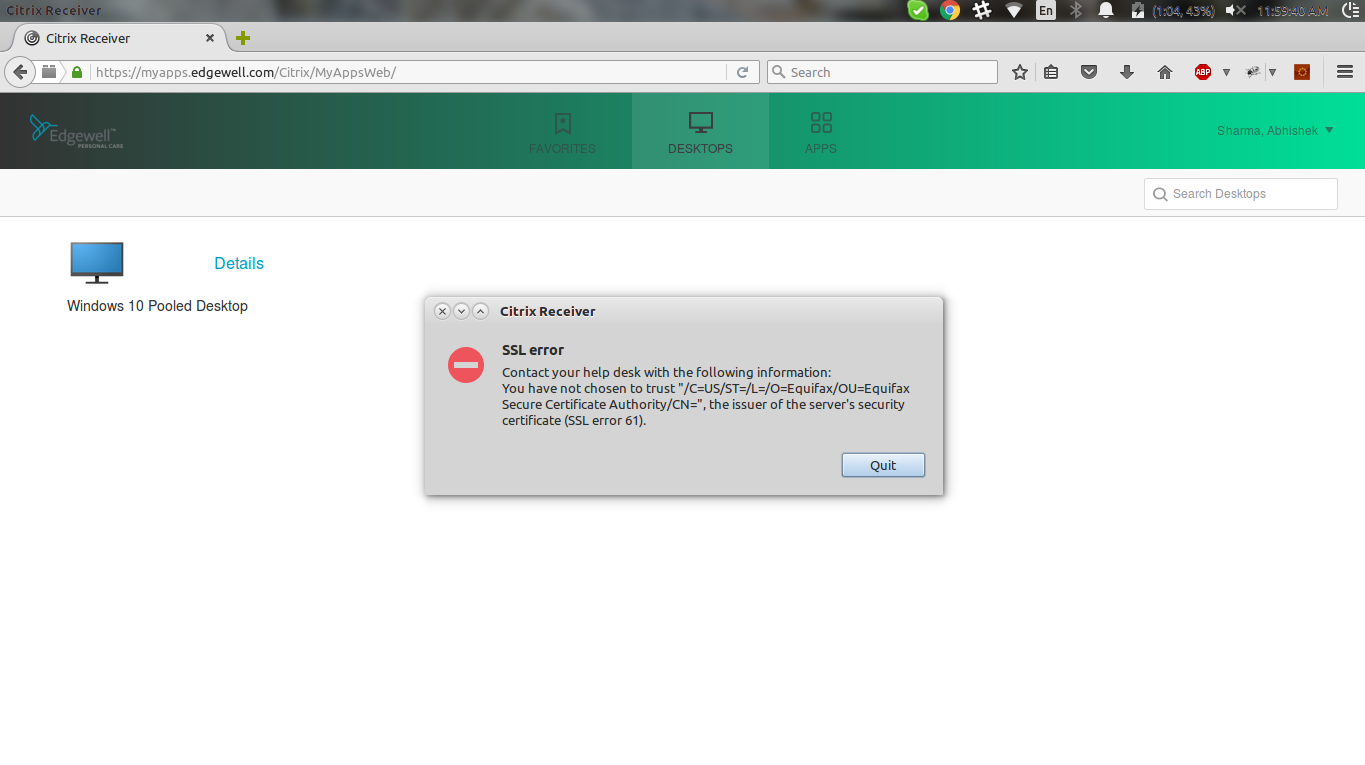 Citrix Receiver
En
(1:04, 43%)
11:59:40 AM
Citrix Receiver
https://myapps.edgewell.com/Citrix/MyAppsWeb/
Search
ABP
Edgewell™
PERSONAL CARE
FAVORITES
DESKTOPS
APPS
Sharma, Abhishek
Search Desktops
Details
Windows 10 Pooled Desktop
Citrix Receiver
SSL error
Contact your help desk with the following information:
You have not chosen to trust "/C=US/ST=/L=/O=Equifax/OU=Equifax
Secure Certificate Authority/CN=", the issuer of the server's security
certificate (SSL error 61).
Quit